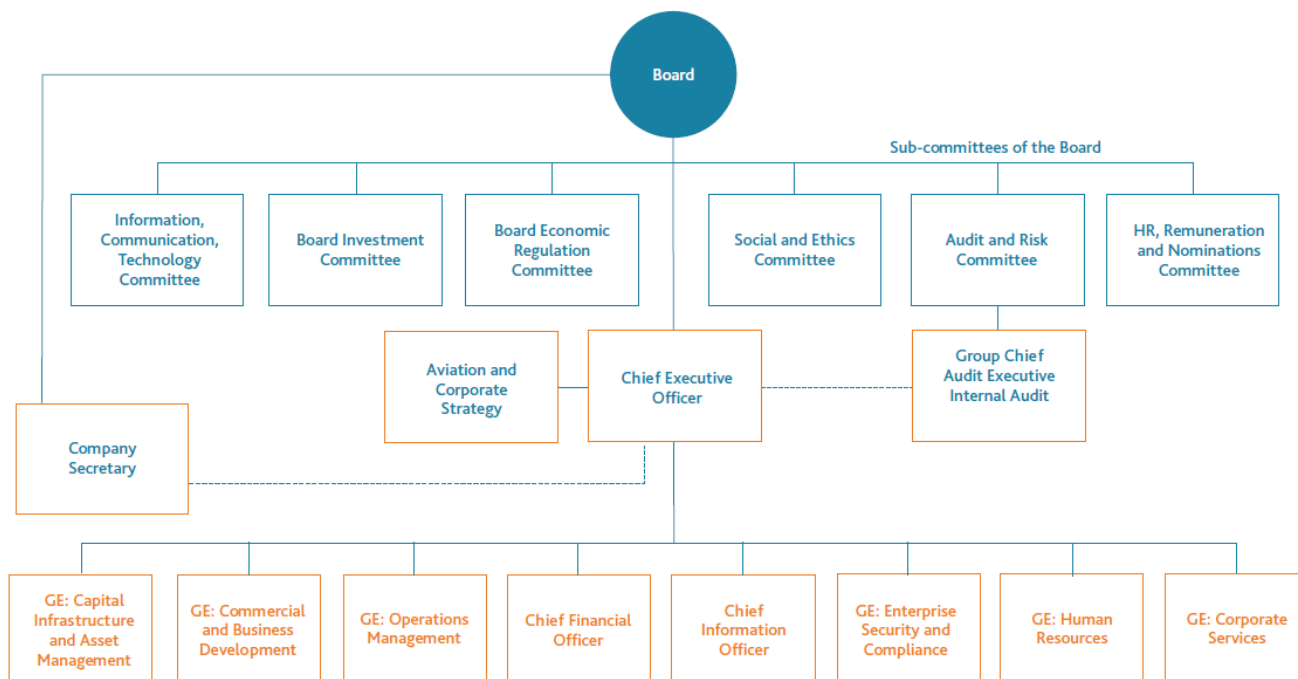 Board
Sub-committees of the Board
Information,
Communication,
Technology
Committee
Board Investment
Committee
Board Economic
Regulation
Committee
Social and Ethics
Committee
Audit and Risk
Committee
HR, Remuneration
and Nominations
Committee
Aviation and
Corporate
Strategy
Chief Executive
Officer
Group Chief
Audit Executive
Internal Audit
Company
Secretary
GE: Capital
Infrastructure
and Asset
Management
GE: Commercial
and Business
Development
GE: Operations
Management
Chief Financial
Officer
Chief
Information
Officer
GE: Enterprise
Security and
Compliance
GE: Human
Resources
GE: Corporate
Services